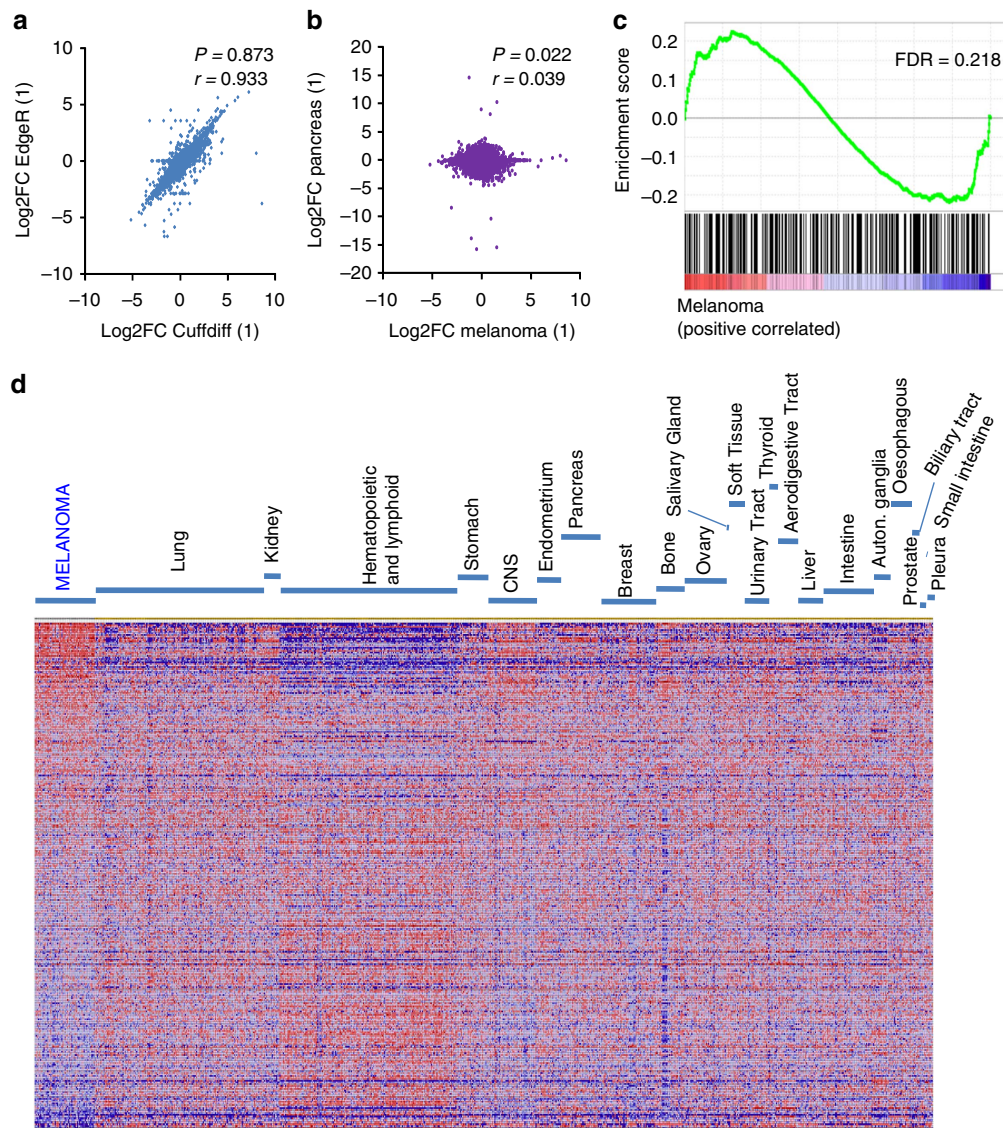 a
10
5
0
−5
−10
−10 −5 0 5 10
Log2FC EdgeR (1)
Log2FC Cuffdiff (1)
P = 0.873
r = 0.933
b
20
15
10
5
0
−5
−10
−15
−20
−10 −5 0 5 10
Log2FC pancreas (1)
Log2FC melanoma (1)
P = 0.022
r = 0.039
c
0.2
0.1
0.0
−0.1
−0.2
Enrichment score
FDR = 0.218
Melanoma
(positive correlated)
d
MELANOMA
Lung
Kidney
Hematopoietic
and lymphoid
Stomach
CNS
Endometrium
Pancreas
Breast
Bone
Salivary Gland
Ovary
Soft Tissue
Urinary Tract
Thyroid
Aerodigestive Tract
Liver
Intestine
Auton. ganglia
Oesophagous
Prostate
Biliary tract
Pleura
Small intestine